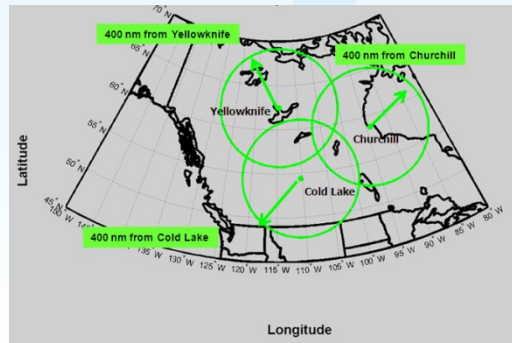 70° N
400 nm from Yellowknife
400 nm from Churchill
65° N
60° N
55° N
50° N
45° N
Yellowknife
Churchill
Cold Lake
Latitude
400 nm from Cold Lake
150° W
135° W
130° W
125° W
120° W
115° W
110° W
105° W
100° W
95° W
90° W
85° W
80° W
Longitude